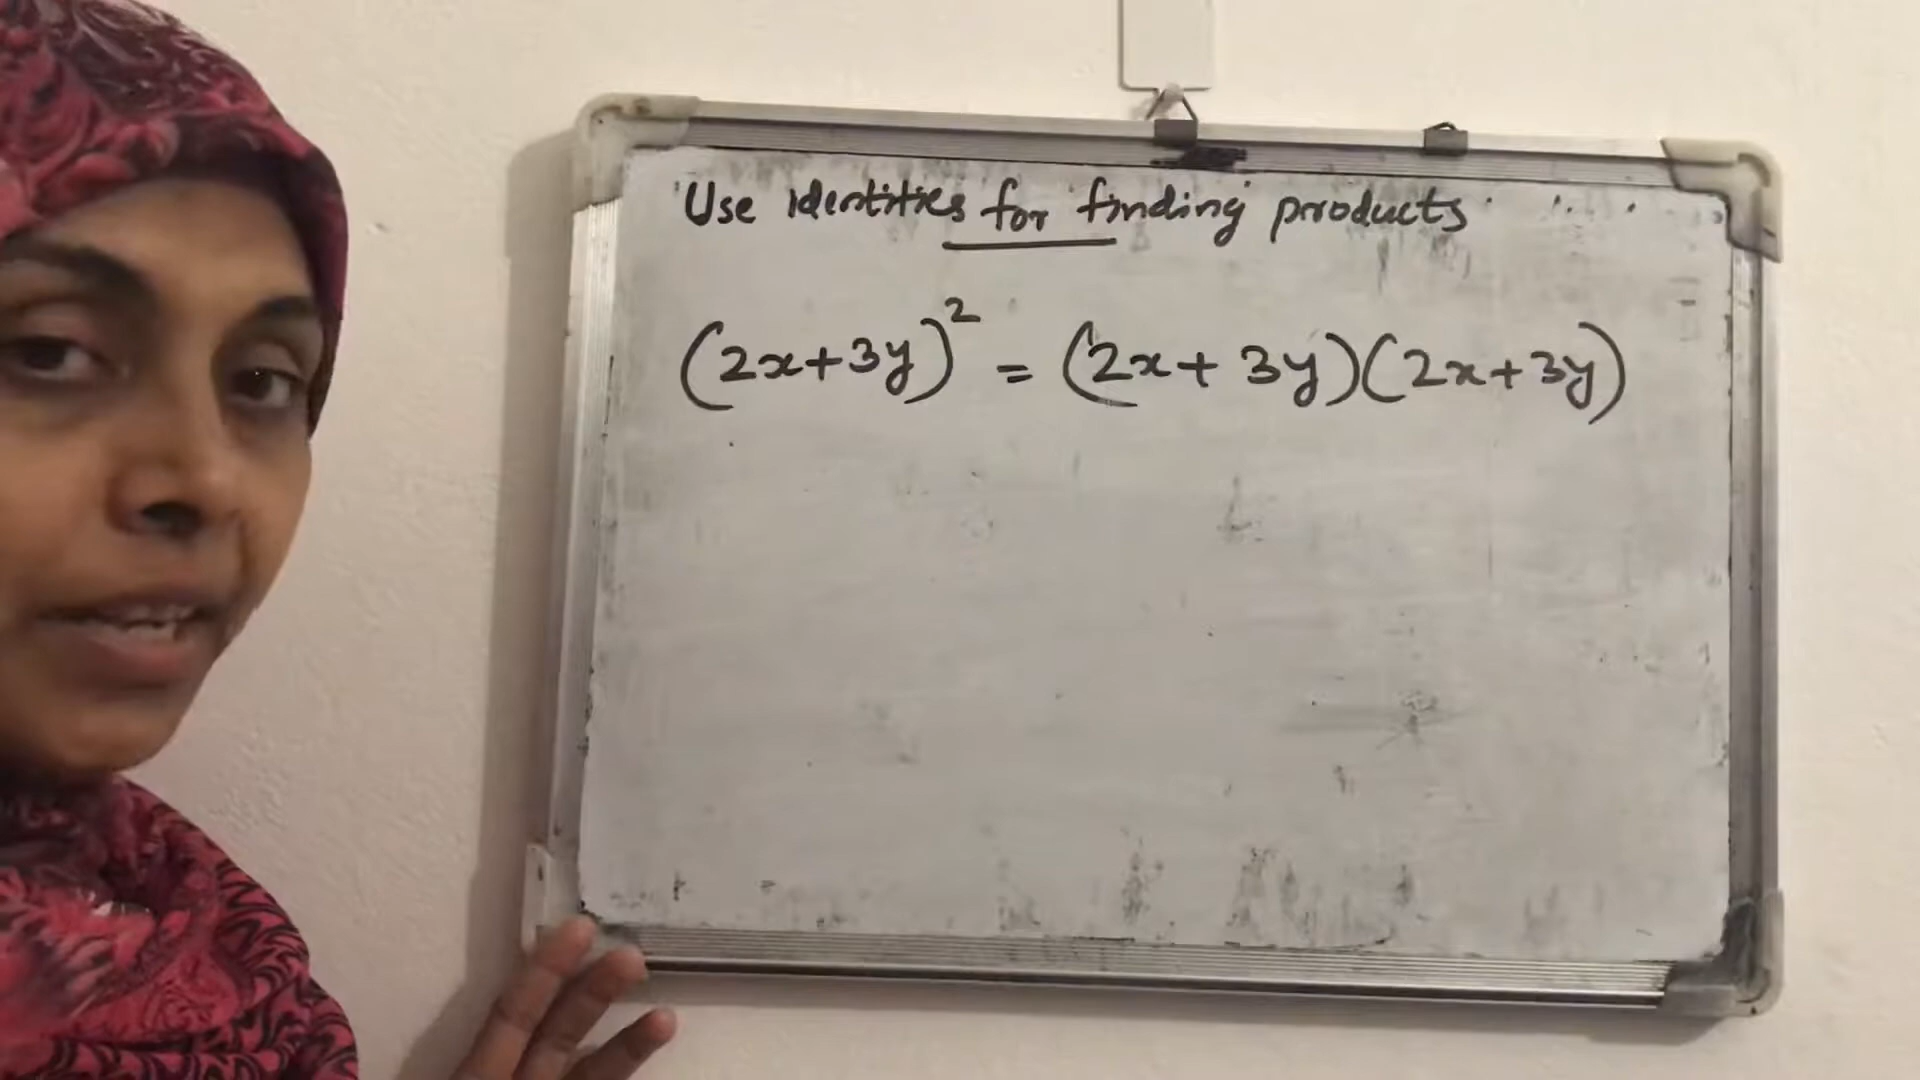 Use identities for finding products
(2x+3y)² = (2x+3y)(2x+3y)